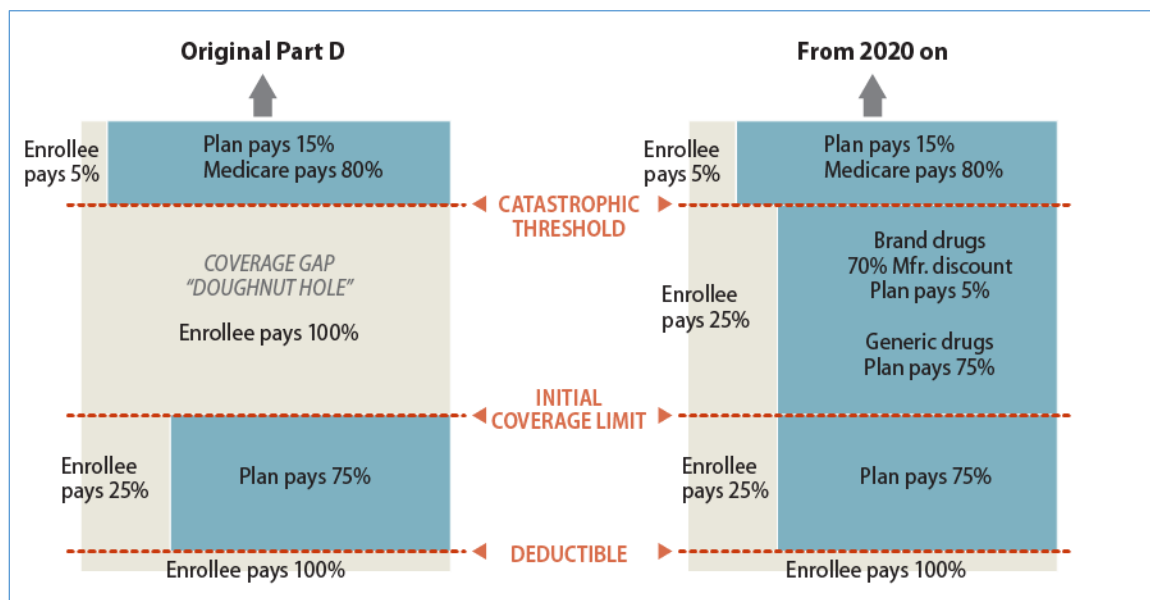 Original Part D
Enrollee
pays 5%
Plan pays 15%
Medicare pays 80%
COVERAGE GAP
“DOUGHNUT HOLE”
Enrollee pays 100%
Enrollee
pays 25%
Plan pays 75%
Enrollee pays 100%
CATASTROPHIC
THRESHOLD
INITIAL
COVERAGE LIMIT
DEDUCTIBLE
From 2020 on
Enrollee
pays 5%
Plan pays 15%
Medicare pays 80%
Enrollee
pays 25%
Brand drugs
70% Mfr. discount
Plan pays 5%
Generic drugs
Plan pays 75%
Enrollee
pays 25%
Plan pays 75%
Enrollee pays 100%